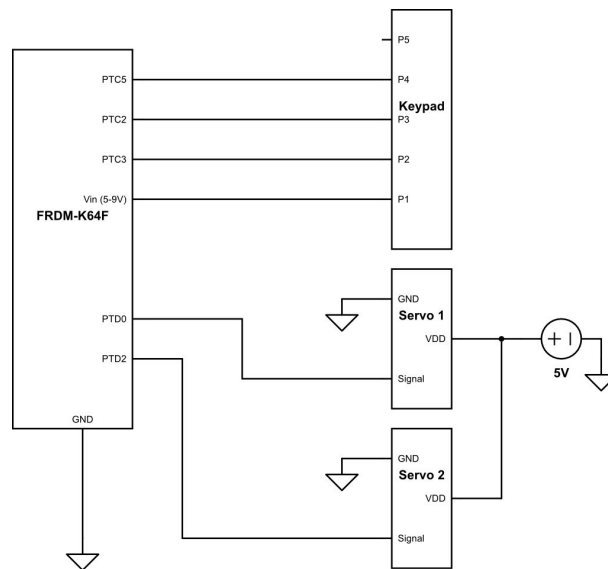 P5
PTC5
P4
Keypad
PTC2
P3
PTC3
P2
Vin (5-9V)
P1
FRDM-K64F
GND
Servo 1
PTD0
VDD
PTD2
5V
Signal
GND
GND
Servo 2
VDD
Signal